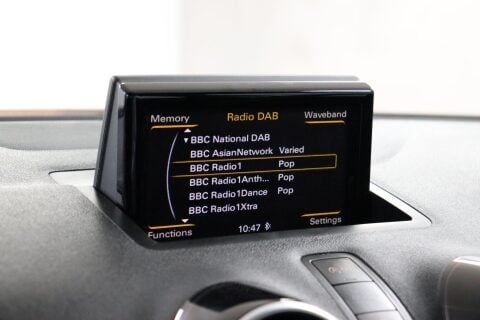 Memory Radio DAB Waveband
BBC National DAB
BBC AsianNetwork Varied
BBC Radio1 Pop
BBC Radio1Anth... Pop
BBC Radio1Dance Pop
BBC Radio1Xtra
Functions 10:47 Settings